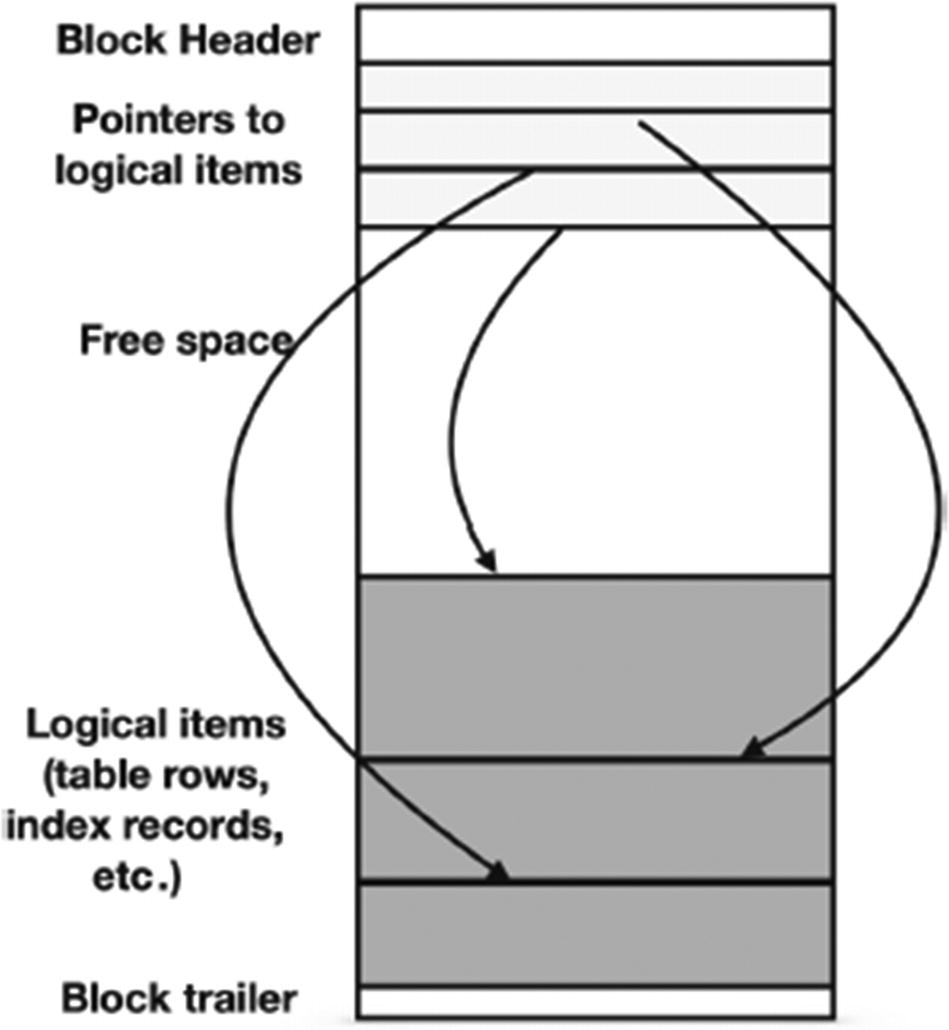 Block Header
Pointers to
logical items
Free space
Logical items
(table rows,
index records,
etc.)
Block trailer